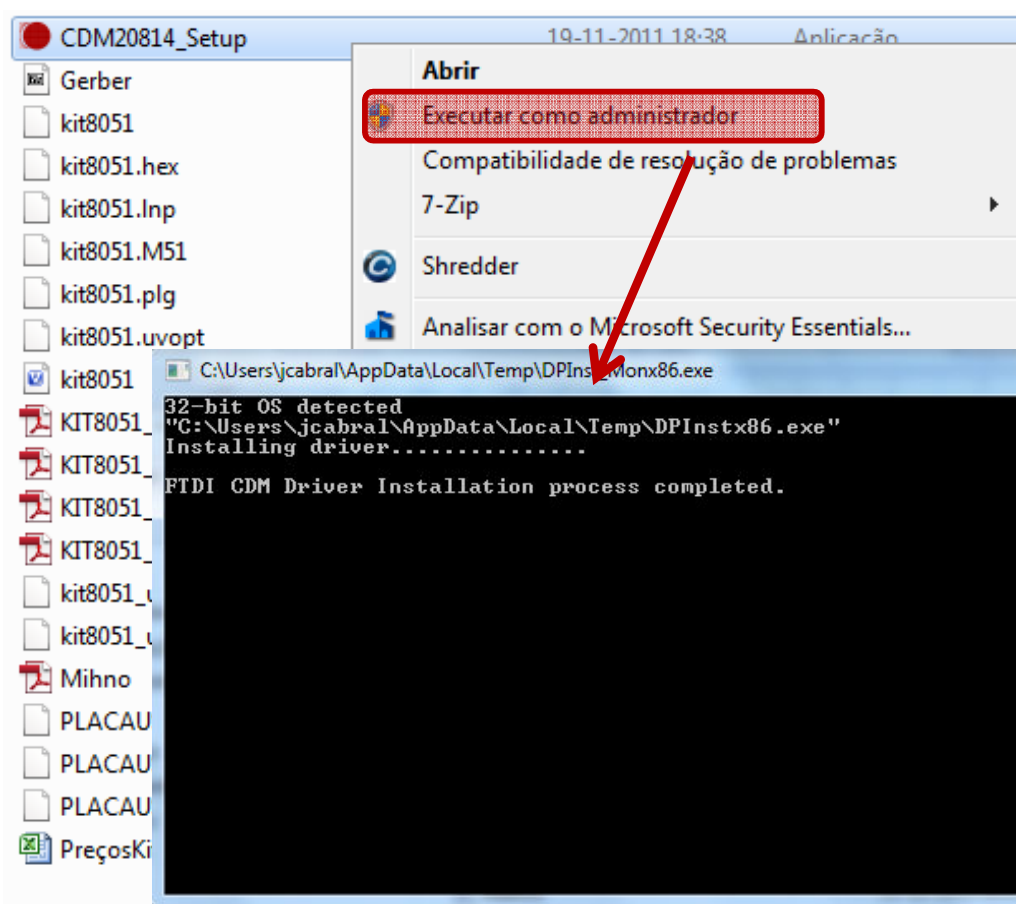 CDM20814_Setup 19-11-2011 18:38 Aplicação
Gerber
kit8051
kit8051.hex
kit8051.lnp
kit8051.M51
kit8051.plg
kit8051.uvopt
kit8051
KIT8051_
KIT8051_
KIT8051_
KIT8051_
kit8051_u
kit8051_u
Mihno
PLACAU
PLACAU
PLACAU
PreçosKi
Abrir
Executar como administrador
Compatibilidade de resolução de problemas
7-Zip
Shredder
Analisar com o Microsoft Security Essentials...
C:\Users\jcabral\AppData\Local\Temp\DPInst_Monx86.exe
32-bit OS detected
"C:\Users\jcabral\AppData\Local\Temp\DPInstx86.exe"
Installing driver...............
FTDI CDM Driver Installation process completed.